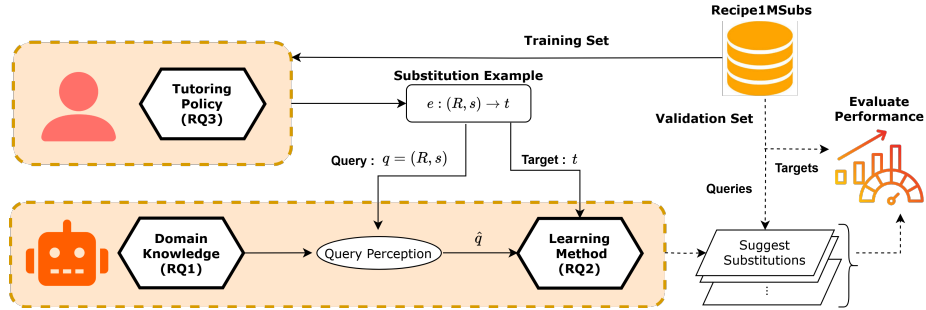 Recipe1MSubs
Training Set
Tutoring
Policy
(RQ3)
Substitution Example
e : (R, s) → t
Validation Set
Evaluate
Performance
Query : q = (R, s)
Target : t
Targets
Queries
Domain
Knowledge
(RQ1)
Query Perception
q̂
Learning
Method
(RQ2)
Suggest
Substitutions
⋮